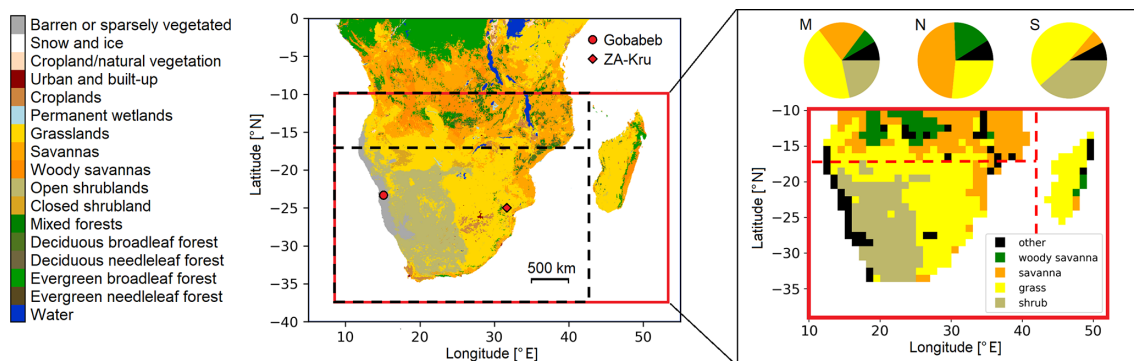 Barren or sparsely vegetated
Snow and ice
Cropland/natural vegetation
Urban and built-up
Croplands
Permanent wetlands
Grasslands
Savannas
Woody savannas
Open shrublands
Closed shrubland
Mixed forests
Deciduous broadleaf forest
Deciduous needleleaf forest
Evergreen broadleaf forest
Evergreen needleleaf forest
Water
Latitude [°N]
0
−5
−10
−15
−20
−25
−30
−35
−40
Gobabeb
ZA-Kru
500 km
10 20 30 40 50
Longitude [°E]
M N S
Latitude [°N]
−10
−15
−20
−25
−30
−35
other
woody savanna
savanna
grass
shrub
10 20 30 40 50
Longitude [°E]